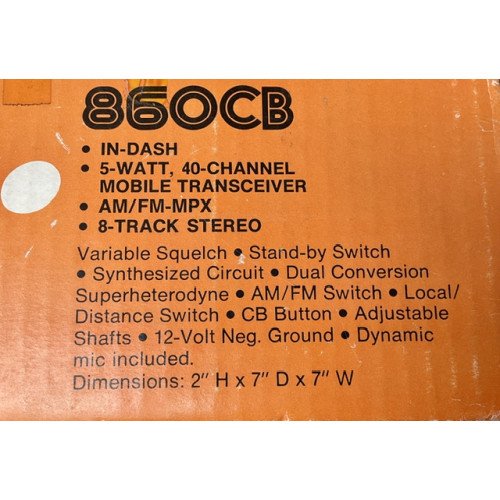 860CB
• IN-DASH
• 5-WATT, 40-CHANNEL
MOBILE TRANSCEIVER
• AM/FM-MPX
• 8-TRACK STEREO
Variable Squelch • Stand-by Switch
• Synthesized Circuit • Dual Conversion
Superheterodyne • AM/FM Switch • Local/
Distance Switch • CB Button • Adjustable
Shafts • 12-Volt Neg. Ground • Dynamic
mic included.
Dimensions: 2" H x 7" D x 7" W